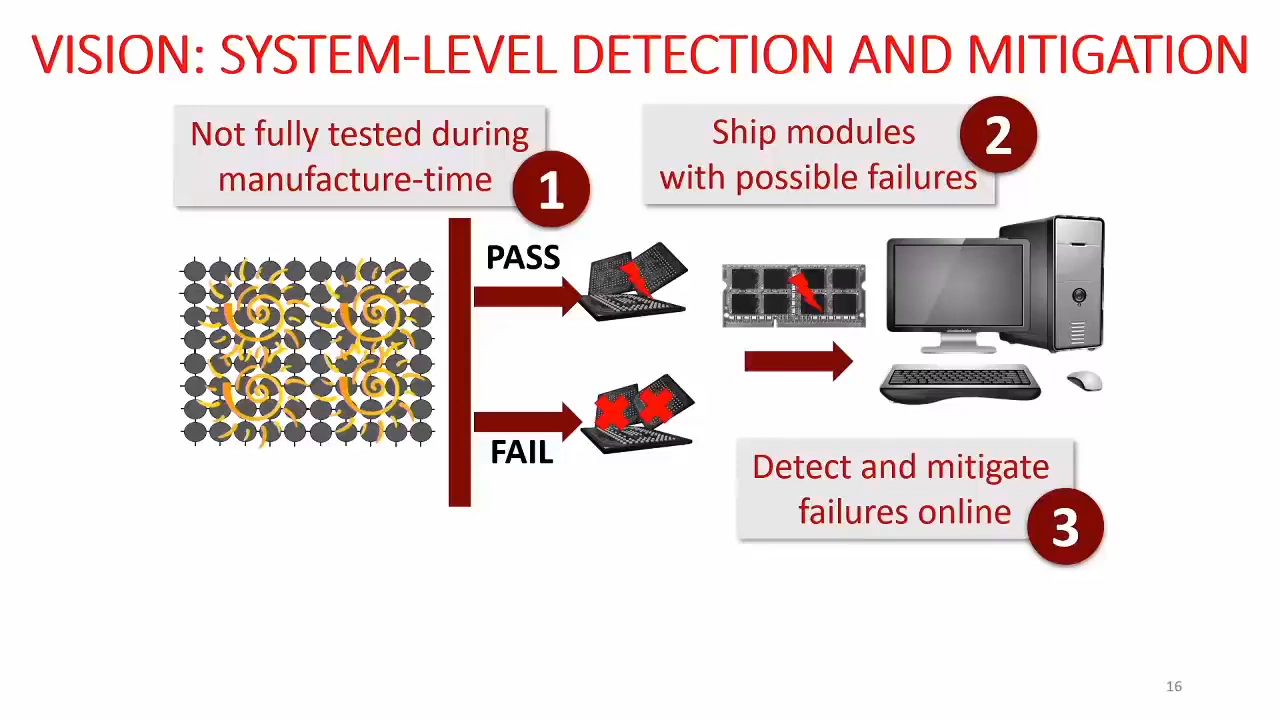 VISION: SYSTEM-LEVEL DETECTION AND MITIGATION
Not fully tested during
manufacture-time
1
Ship modules
with possible failures
2
PASS
FAIL
Detect and mitigate
failures online
3
16